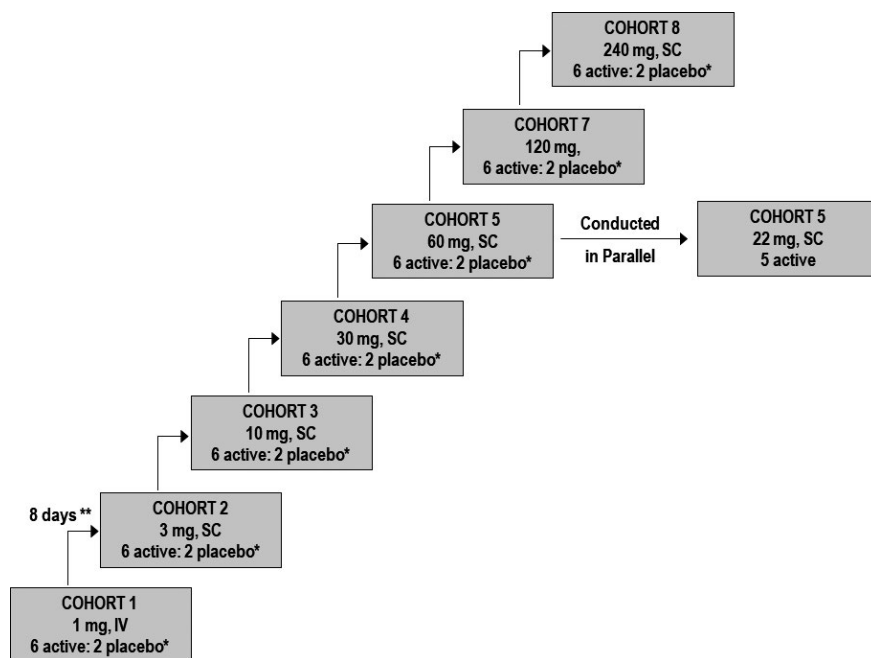 COHORT 8
240 mg, SC
6 active: 2 placebo*
COHORT 7
120 mg,
6 active: 2 placebo*
COHORT 5
60 mg, SC
6 active: 2 placebo*
Conducted
in Parallel
COHORT 5
22 mg, SC
5 active
COHORT 4
30 mg, SC
6 active: 2 placebo*
COHORT 3
10 mg, SC
6 active: 2 placebo*
8 days **
COHORT 2
3 mg, SC
6 active: 2 placebo*
COHORT 1
1 mg, IV
6 active: 2 placebo*